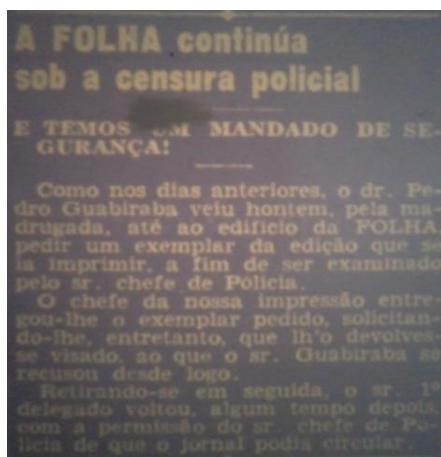 A FOLHA continúa
sob a censura policial
E TEMOS UM MANDADO DE SE-
GURANÇA!
Como nos dias anteriores, o dr. Pe-
dro Guabiraba veiu hontem, pela ma-
drugada, até ao edificio da FOLHA
pedir um exemplar da edição que se
ia imprimir, a fim de ser examinado
pelo sr. chefe de Policia.
O chefe da nossa impressão entre-
gou-lhe o exemplar pedido, solicitan-
do-lhe, entretanto, que lh'o devolves-
se visado, ao que o sr. Guabiraba se
recusou desde logo.
Retirando-se em seguida, o sr. 1º
delegado voltou, algum tempo depois,
com a permissão do sr. chefe de Po-
licia de que o jornal podia circular.